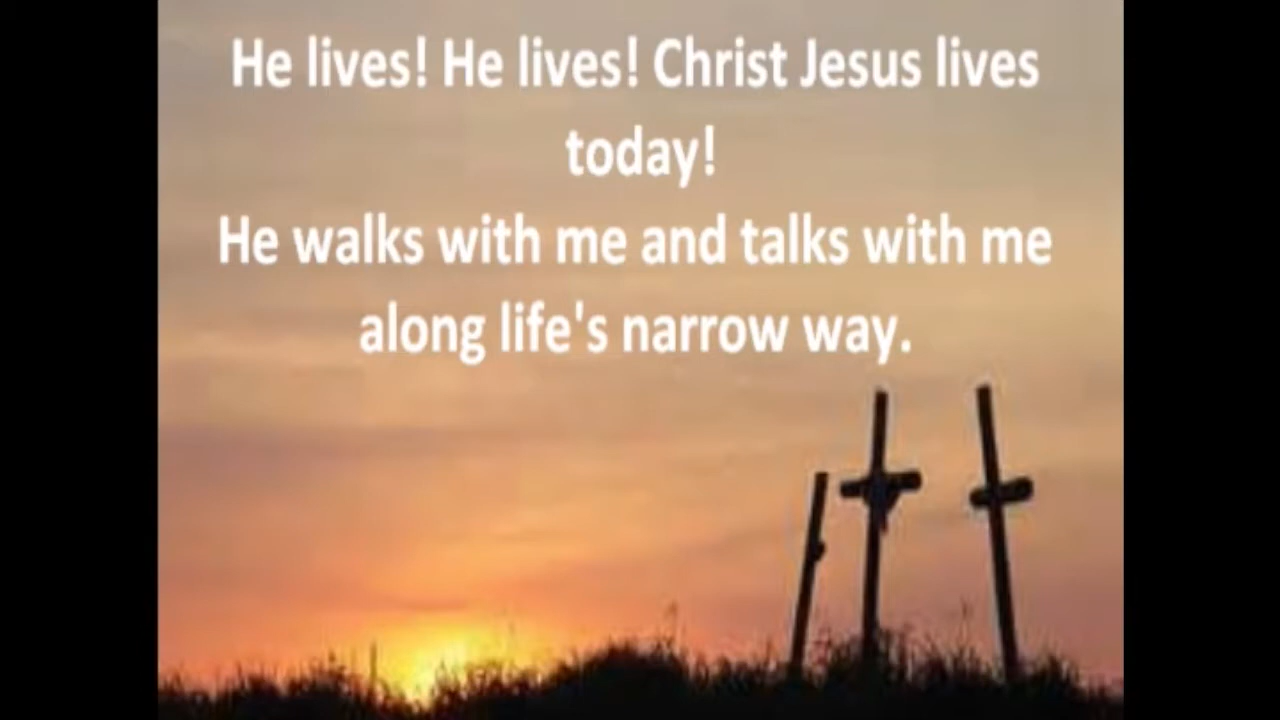 He lives! He lives! Christ Jesus lives
today!
He walks with me and talks with me
along life's narrow way.